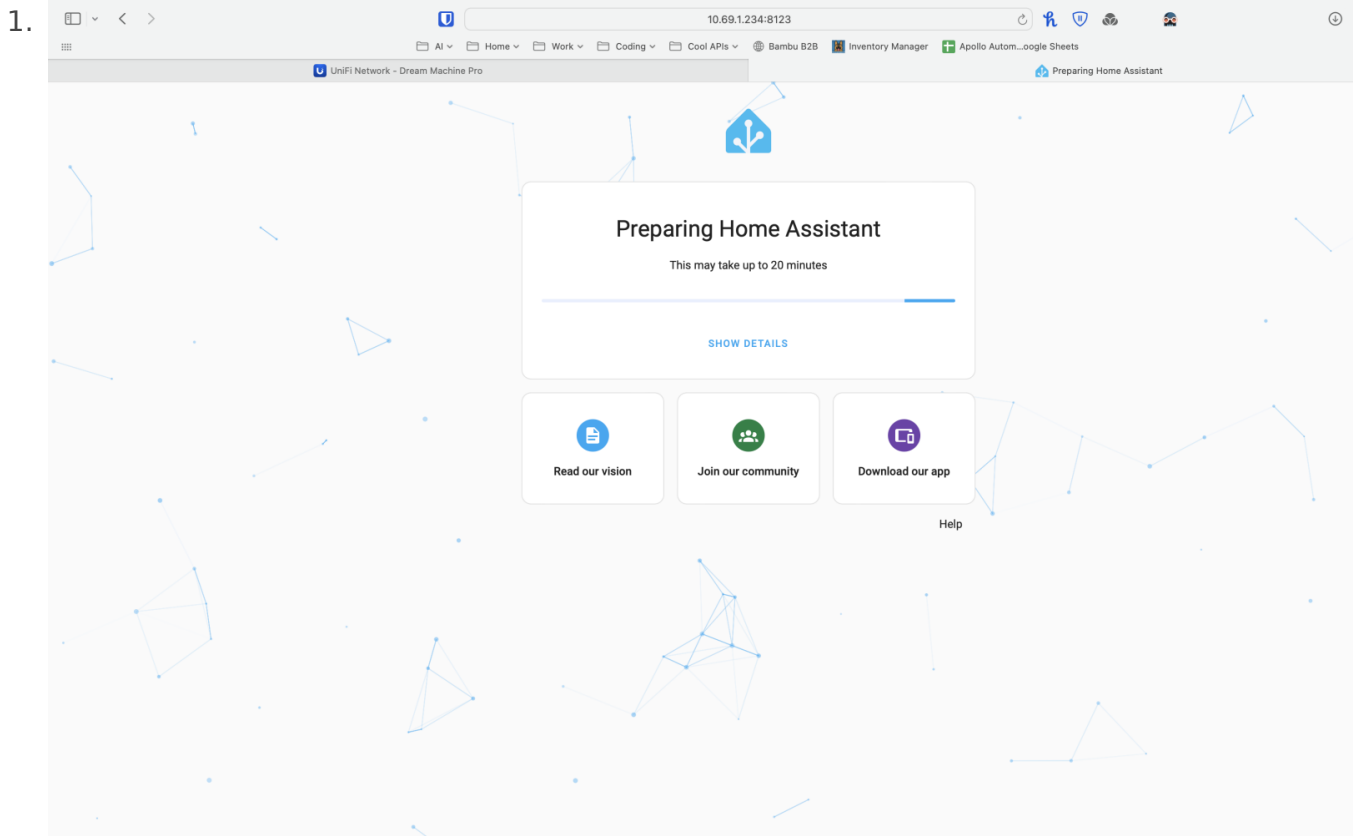 1.
10.69.1.234:8123
AI Home Work Coding Cool APIs Bambu B2B Inventory Manager Apollo Autom...oogle Sheets
UniFi Network - Dream Machine Pro Preparing Home Assistant
Preparing Home Assistant
This may take up to 20 minutes
SHOW DETAILS
Read our vision Join our community Download our app
Help